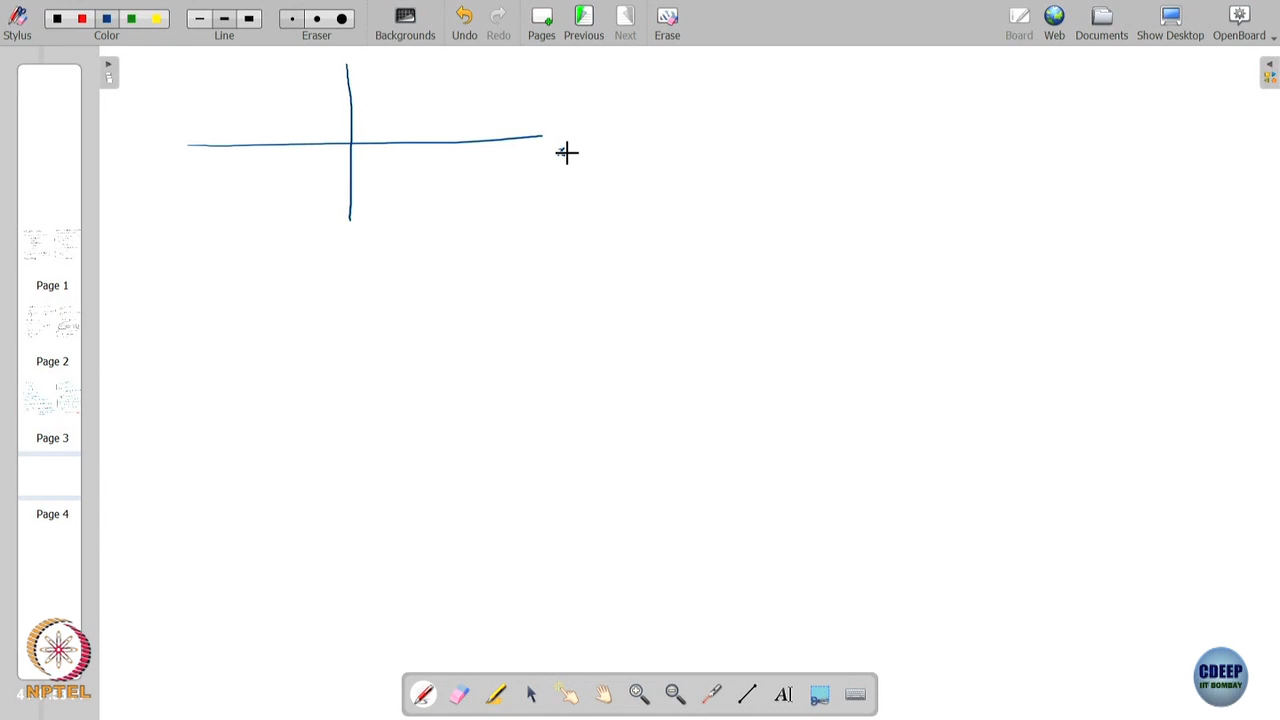 Stylus
Color
Line
Eraser
Backgrounds
Undo
Redo
Pages
Previous
Next
Erase
Board
Web
Documents
Show Desktop
OpenBoard
Page 1
Page 2
Page 3
Page 4
NPTEL
CDEEP
IIT BOMBAY